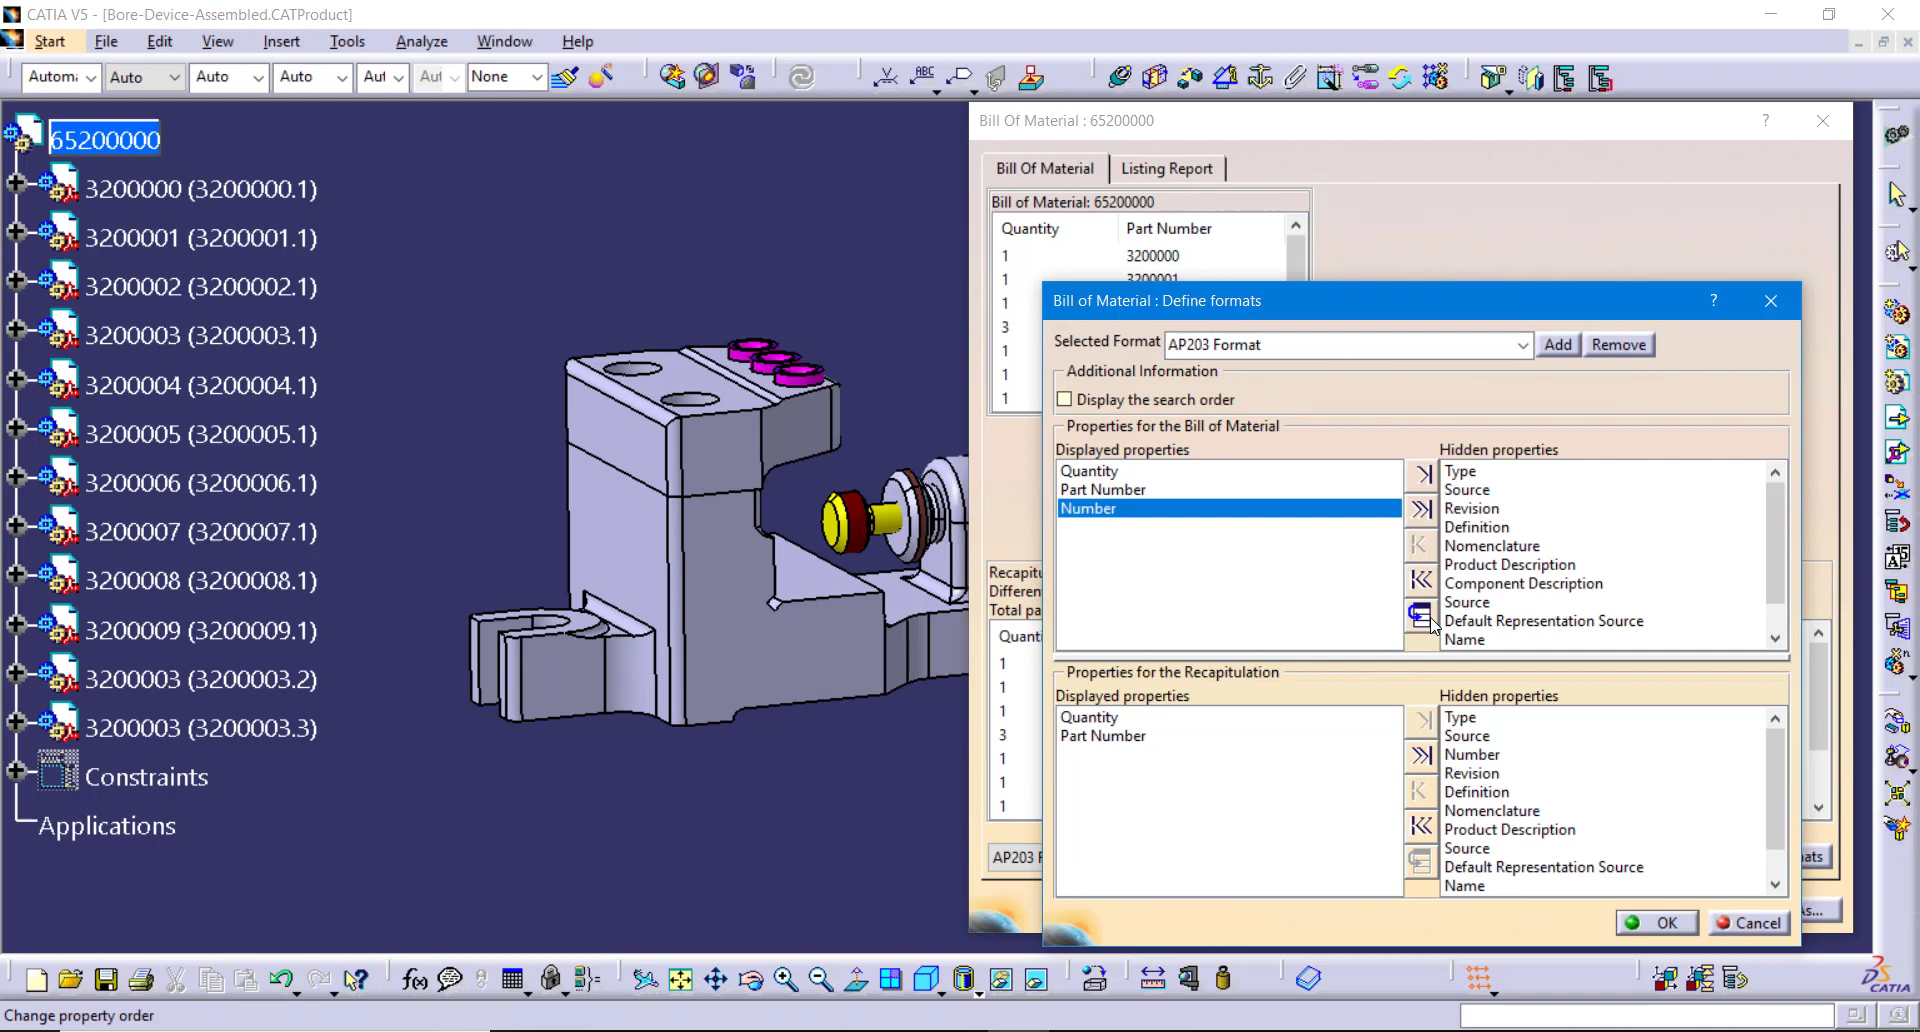 CATIA V5 - [Bore-Device-Assembled.CATProduct]
Start File Edit View Insert Tools Analyze Window Help
Auto Auto Auto None
ABC
65200000
3200000 (3200000.1)
3200001 (3200001.1)
3200002 (3200002.1)
3200003 (3200003.1)
3200004 (3200004.1)
3200005 (3200005.1)
3200006 (3200006.1)
3200007 (3200007.1)
3200008 (3200008.1)
3200009 (3200009.1)
3200003 (3200003.2)
3200003 (3200003.3)
Constraints
Applications
Bill Of Material : 65200000 ?
Bill Of Material Listing Report
Bill of Material: 65200000
Quantity Part Number
1 3200000
1 3200001
1
3
1
1
1
Recapitu
Differen
Total pa
Quanti
1
1
1
3
1
1
1
AP203 F
ats
As...
Bill of Material : Define formats ?
Selected Format AP203 Format Add Remove
Additional Information
Display the search order
Properties for the Bill of Material
Displayed properties Hidden properties
Quantity
Part Number
Number
Type
Source
Revision
Definition
Nomenclature
Product Description
Component Description
Source
Default Representation Source
Name
Properties for the Recapitulation
Displayed properties Hidden properties
Quantity
Part Number
Type
Source
Number
Revision
Definition
Nomenclature
Product Description
Source
Default Representation Source
Name
OK Cancel
f(x)
CATIA
Change property order